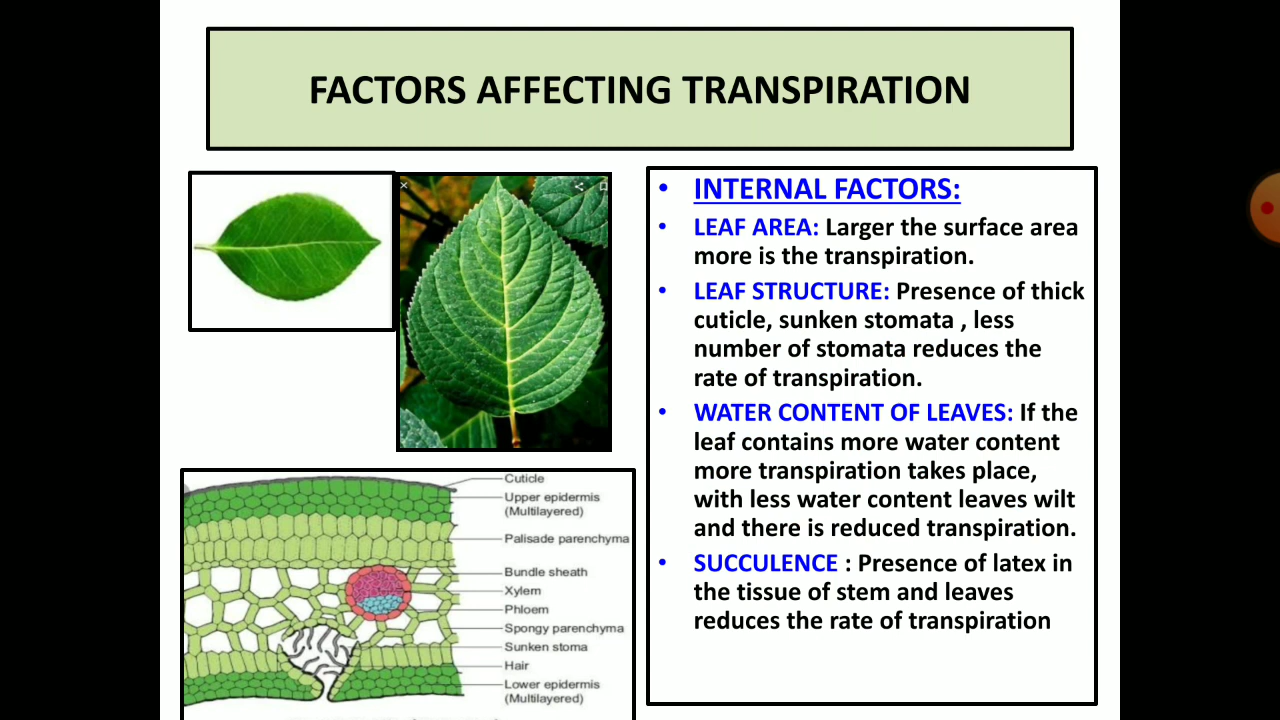 FACTORS AFFECTING TRANSPIRATION
• INTERNAL FACTORS:
• LEAF AREA: Larger the surface area
more is the transpiration.
• LEAF STRUCTURE: Presence of thick
cuticle, sunken stomata , less
number of stomata reduces the
rate of transpiration.
• WATER CONTENT OF LEAVES: If the
leaf contains more water content
more transpiration takes place,
with less water content leaves wilt
and there is reduced transpiration.
• SUCCULENCE : Presence of latex in
the tissue of stem and leaves
reduces the rate of transpiration
Cuticle
Upper epidermis
(Multilayered)
Palisade parenchyma
Bundle sheath
Xylem
Phloem
Spongy parenchyma
Sunken stoma
Hair
Lower epidermis
(Multilayered)